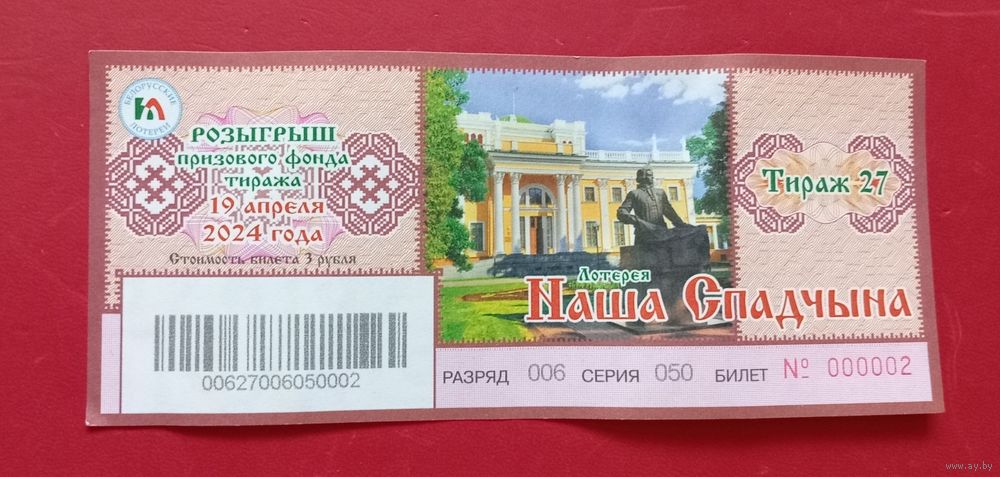 БЕЛОРУССКИЕ
ЛОТЕРЕИ
РОЗЫГРЫШ
ПРИЗОВОГО ФОНДА
ТИРАЖА
19 АПРЕЛЯ
2024 ГОДА
Стоимость билета 3 рубля
Тираж 27
Лотерея
Наша Спадчына
00627006050002
РАЗРЯД 006 СЕРИЯ 050 БИЛЕТ № 000002
www.ay.by